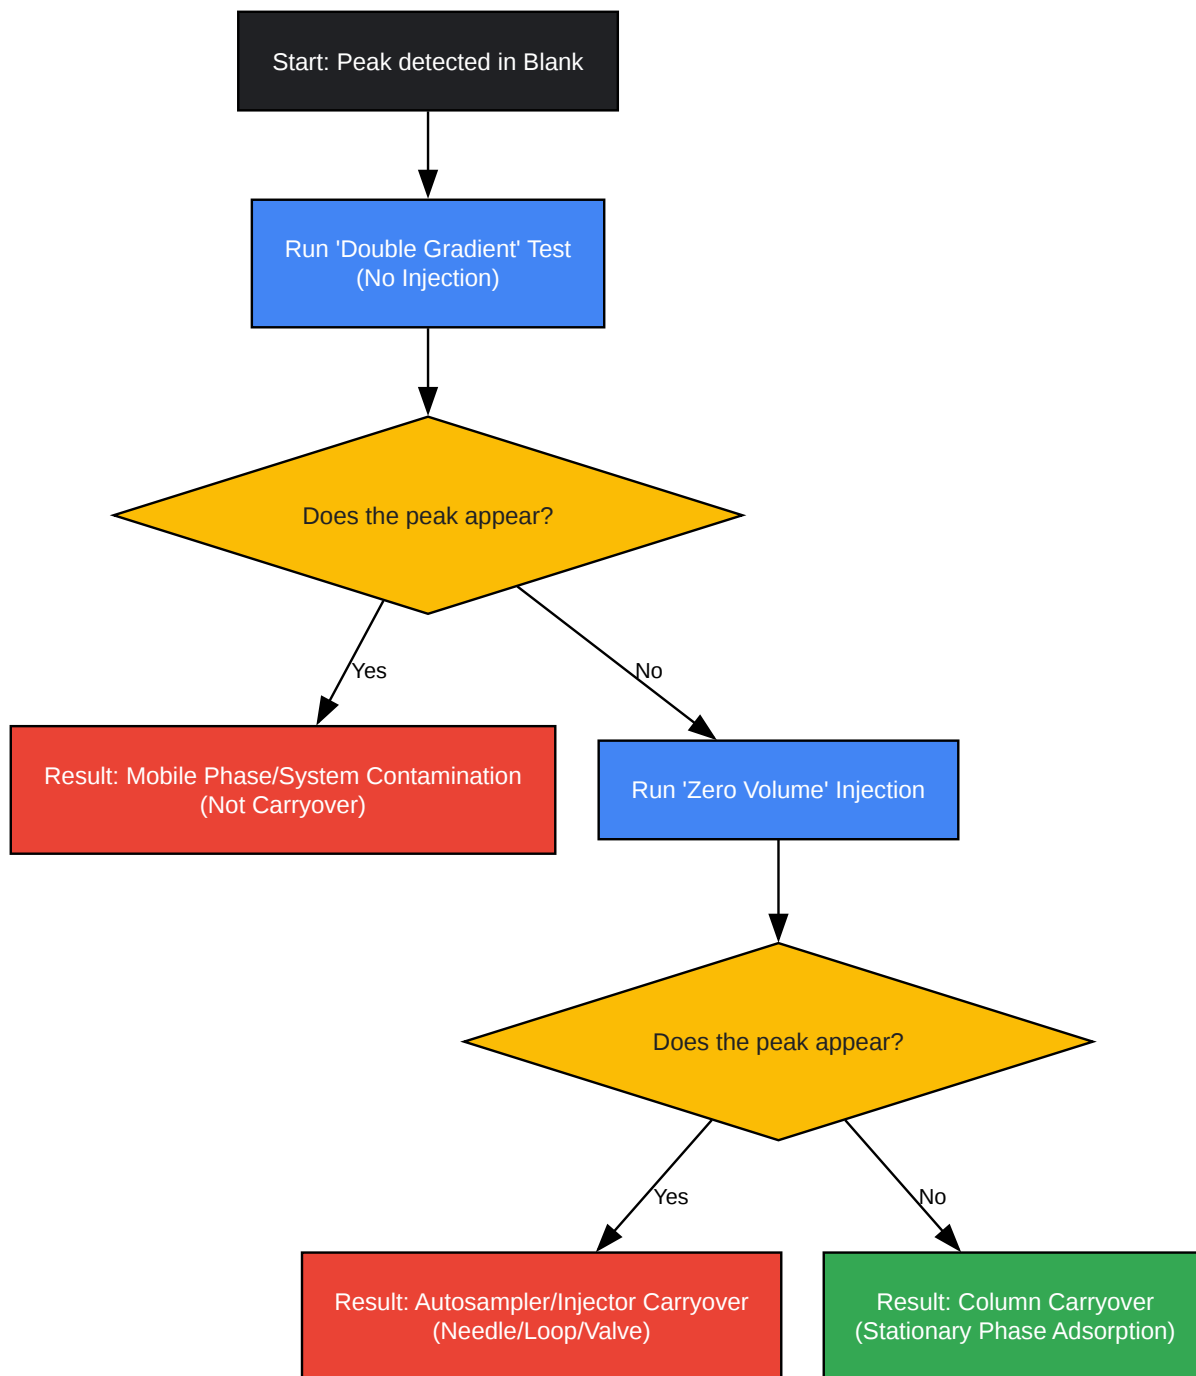 Start: Peak detected in Blank
Run 'Double Gradient' Test
(No Injection)
Does the peak appear?
Yes
No
Result: Mobile Phase/System Contamination
(Not Carryover)
Run 'Zero Volume' Injection
Does the peak appear?
Yes
No
Result: Autosampler/Injector Carryover
(Needle/Loop/Valve)
Result: Column Carryover
(Stationary Phase Adsorption)